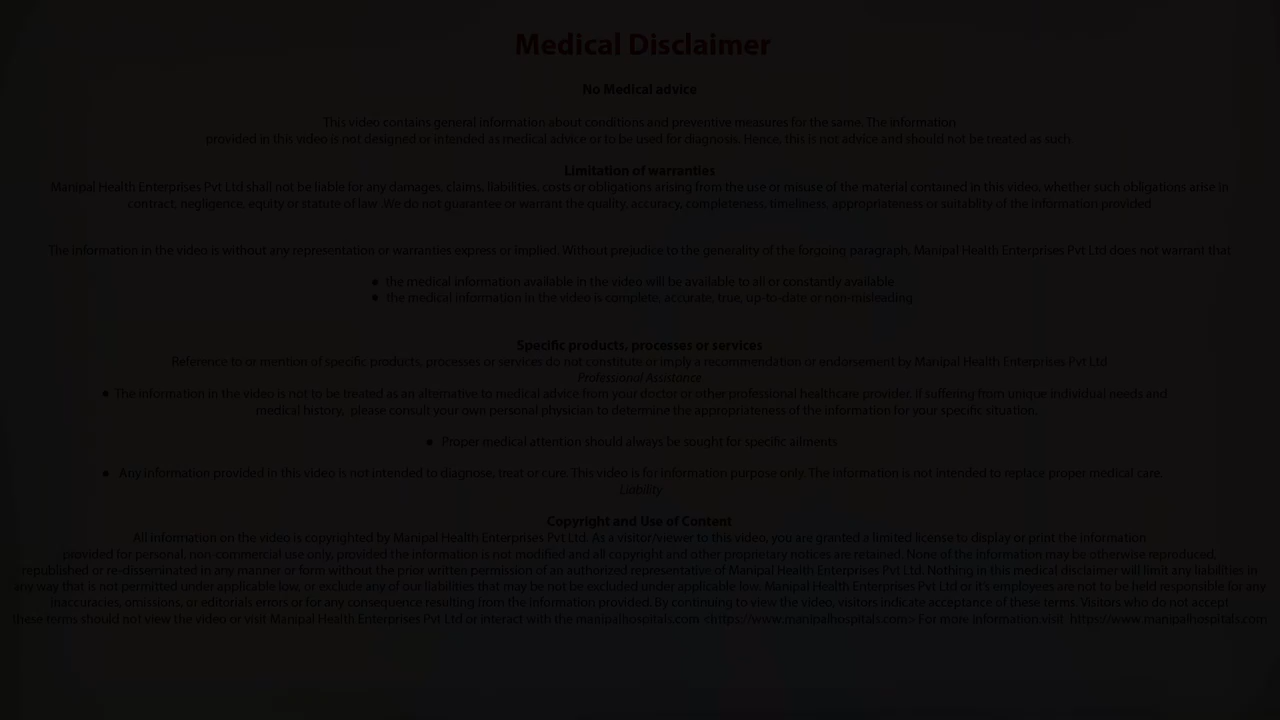 Medical Disclaimer
No Medical advice
This video contains general information about conditions and preventive measures for the same. The information
provided in this video is not designed or intended as medical advice or to be used for diagnosis. Hence, this is not advice and should not be treated as such
Limitation of warranties
Manipal Health Enterprises Pvt Ltd shall not be liable for any damages, claims, liabilities, costs or obligations arising from the use or misuse of the material contained in this video, whether such obligations arise in
contract, negligence, equity or statute of law .We do not guarantee or warrant the quality, accuracy, completeness, timeliness, appropriateness or suitablity of the information provided
The information in the video is without any representation or warranties express or implied. Without prejudice to the generality of the forgoing paragraph, Manipal Health Enterprises Pvt Ltd does not warrant that
● the medical information available in the video will be available to all or constantly available
● the medical information in the video is complete, accurate, true, up-to-date or non-misleading
Specific products, processes or services
Reference to or mention of specific products, processes or services do not constitute or imply a recommendation or endorsement by Manipal Health Enterprises Pvt Ltd
Professional Assistance
● The information in the video is not to be treated as an alternative to medical advice from your doctor or other professional healthcare provider. If suffering from unique individual needs and
medical history, please consult your own personal physician to determine the appropriateness of the information for your specific situation.
● Proper medical attention should always be sought for specific ailments
● Any information provided in this video is not intended to diagnose, treat or cure. This video is for information purpose only. The information is not intended to replace proper medical care.
Liability
Copyright and Use of Content
All information on the video is copyrighted by Manipal Health Enterprises Pvt Ltd. As a visitor/viewer to this video, you are granted a limited license to display or print the information
provided for personal, non-commercial use only, provided the information is not modified and all copyright and other proprietary notices are retained. None of the information may be otherwise reproduced,
republished or re-disseminated in any manner or form without the prior written permission of an authorized representative of Manipal Health Enterprises Pvt Ltd. Nothing in this medical disclaimer will limit any liabilities in
any way that is not permitted under applicable low, or exclude any of our liabilities that may be not be excluded under applicable low. Manipal Health Enterprises Pvt Ltd or it's employees are not to be held responsible for any
inaccuracies, omissions, or editorials errors or for any consequence resulting from the information provided. By continuing to view the video, visitors indicate acceptance of these terms. Visitors who do not accept
these terms should not view the video or visit Manipal Health Enterprises Pvt Ltd or interact with the manipalhospitals.com <https://www.manipalhospitals.com> For more information visit https://www.manipalhospitals.com